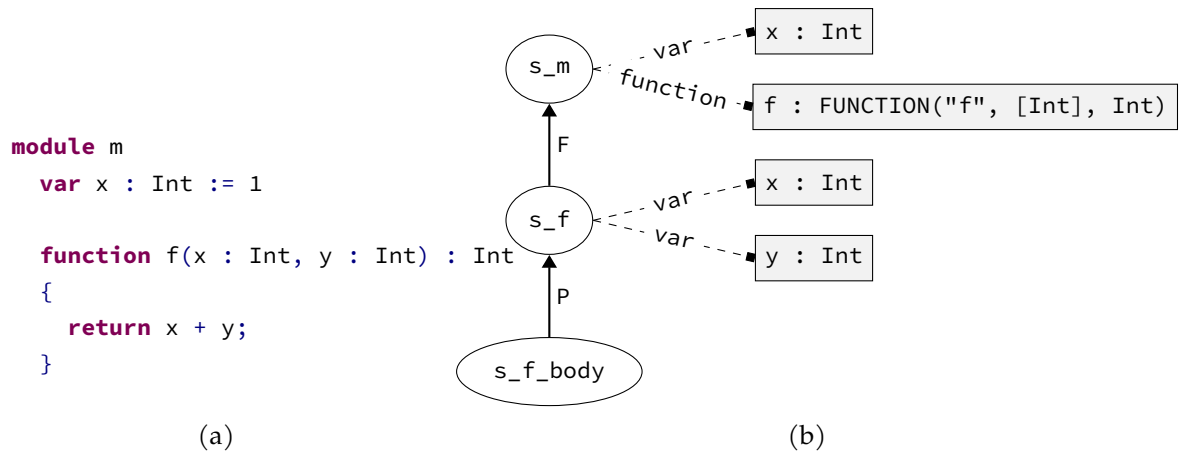 module m
var x : Int := 1
function f(x : Int, y : Int) : Int
{
return x + y;
}
(a)
s_m
var
x : Int
function
f : FUNCTION("f", [Int], Int)
F
s_f
var
x : Int
var
y : Int
P
s_f_body
(b)